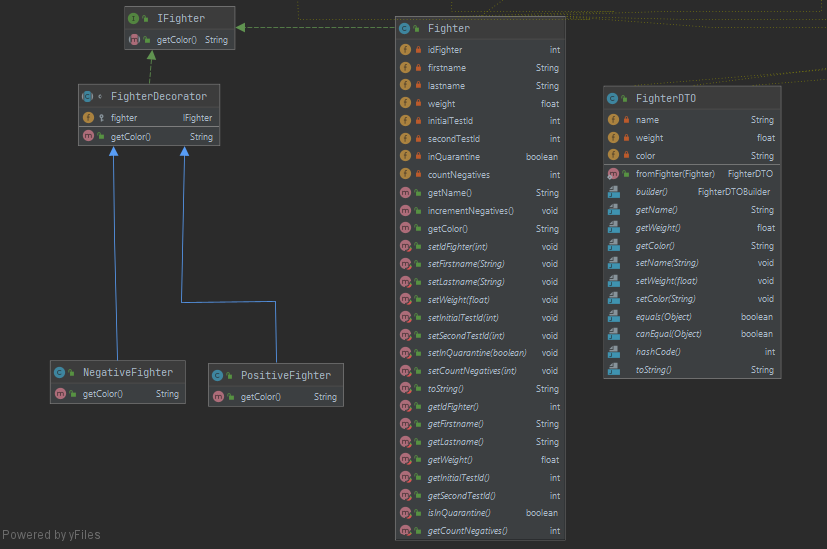 IFighter
getColor() String
FighterDecorator
fighter IFighter
getColor() String
NegativeFighter
getColor() String
PositiveFighter
getColor() String
Fighter
idFighter int
firstname String
lastname String
weight float
initialTestId int
secondTestId int
inQuarantine boolean
countNegatives int
getName() String
incrementNegatives() void
getColor() String
setIdFighter(int) void
setFirstname(String) void
setLastname(String) void
setWeight(float) void
setInitialTestId(int) void
setSecondTestId(int) void
setInQuarantine(boolean) void
setCountNegatives(int) void
toString() String
getIdFighter() int
getFirstname() String
getLastname() String
getWeight() float
getInitialTestId() int
getSecondTestId() int
isInQuarantine() boolean
getCountNegatives() int
FighterDTO
name String
weight float
color String
fromFighter(Fighter) FighterDTO
builder() FighterDTOBuilder
getName() String
getWeight() float
getColor() String
setName(String) void
setWeight(float) void
setColor(String) void
equals(Object) boolean
canEqual(Object) boolean
hashCode() int
toString() String
Powered by yFiles